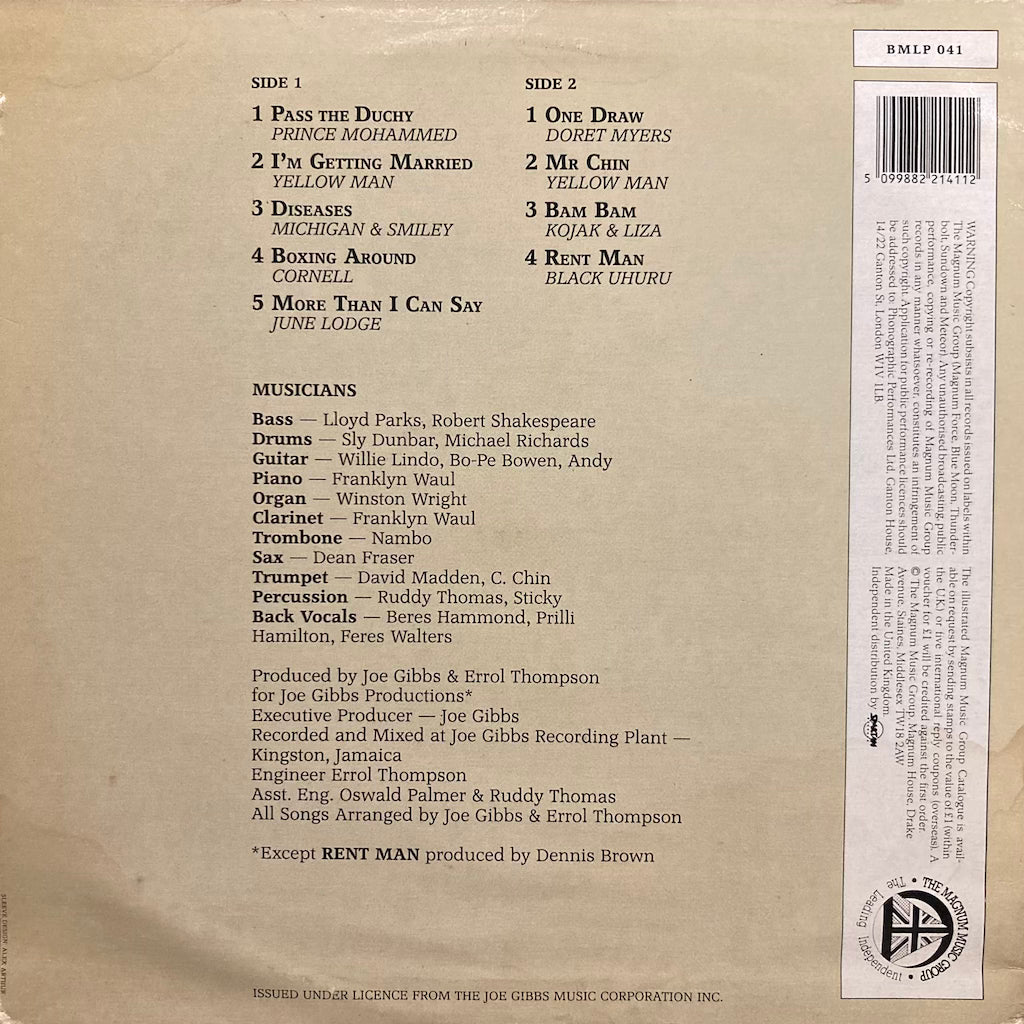 BMLP 041
SIDE 1
1 PASS THE DUCHY
PRINCE MOHAMMED
2 I'M GETTING MARRIED
YELLOW MAN
3 DISEASES
MICHIGAN & SMILEY
4 BOXING AROUND
CORNELL
5 MORE THAN I CAN SAY
JUNE LODGE
SIDE 2
1 ONE DRAW
DORET MYERS
2 MR CHIN
YELLOW MAN
3 BAM BAM
KOJAK & LIZA
4 RENT MAN
BLACK UHURU
MUSICIANS
Bass — Lloyd Parks, Robert Shakespeare
Drums — Sly Dunbar, Michael Richards
Guitar — Willie Lindo, Bo-Pe Bowen, Andy
Piano — Franklyn Waul
Organ — Winston Wright
Clarinet — Franklyn Waul
Trombone — Nambo
Sax — Dean Fraser
Trumpet — David Madden, C. Chin
Percussion — Ruddy Thomas, Sticky
Back Vocals — Beres Hammond, Prilli
Hamilton, Feres Walters
Produced by Joe Gibbs & Errol Thompson
for Joe Gibbs Productions*
Executive Producer — Joe Gibbs
Recorded and Mixed at Joe Gibbs Recording Plant —
Kingston, Jamaica
Engineer Errol Thompson
Asst. Eng. Oswald Palmer & Ruddy Thomas
All Songs Arranged by Joe Gibbs & Errol Thompson
*Except RENT MAN produced by Dennis Brown
ISSUED UNDER LICENCE FROM THE JOE GIBBS MUSIC CORPORATION INC.
5 099882 214112
WARNING Copyright subsists in all records issued on labels within
The Magnum Music Group (Magnum Force, Blue Moon, Thunder-
bolt, Sundown and Meteor). Any unauthorised broadcasting, public
performance, copying or re-recording of Magnum Music Group
records in any manner whatsoever, constitutes an infringement of
such copyright. Application for public performance licences should
be addressed to: Phonographic Performances Ltd, Ganton House,
14/22 Ganton St. London W1V 1LB.
The illustrated Magnum Music Group Catalogue is avail-
able on request by sending stamps to the value of £1 (within
the U.K.) or five international reply coupons (overseas). A
voucher for £1 will be credited against the first order.
© The Magnum Music Group, Magnum House, Drake
Avenue, Staines, Middlesex TW18 2AW
Made in the United Kingdom.
Independent distribution by SPARTAN
• THE MAGNUM MUSIC GROUP •
The Leading Independent
SLEEVE DESIGN: ALEX ARTHUR